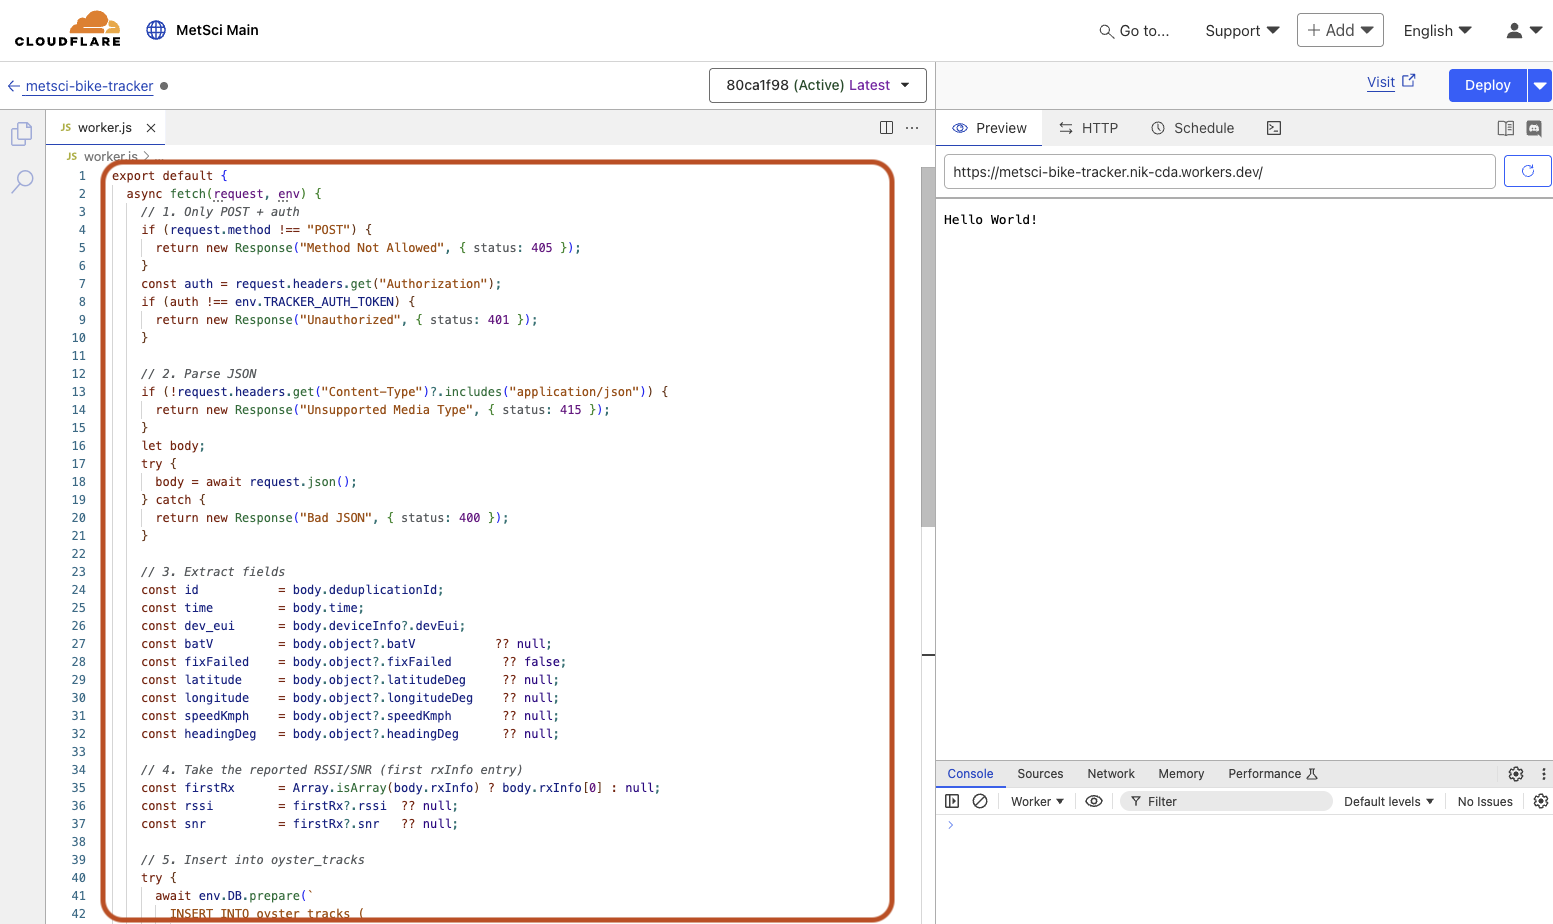 CLOUDFLARE
MetSci Main
Go to...
Support
+ Add
English
metsci-bike-tracker
80ca1f98 (Active) Latest
Visit
Deploy
JS worker.js
JS worker.js > ...
1 export default {
2 async fetch(request, env) {
3 // 1. Only POST + auth
4 if (request.method !== "POST") {
5 return new Response("Method Not Allowed", { status: 405 });
6 }
7 const auth = request.headers.get("Authorization");
8 if (auth !== env.TRACKER_AUTH_TOKEN) {
9 return new Response("Unauthorized", { status: 401 });
10 }
11
12 // 2. Parse JSON
13 if (!request.headers.get("Content-Type")?.includes("application/json")) {
14 return new Response("Unsupported Media Type", { status: 415 });
15 }
16 let body;
17 try {
18 body = await request.json();
19 } catch {
20 return new Response("Bad JSON", { status: 400 });
21 }
22
23 // 3. Extract fields
24 const id = body.deduplicationId;
25 const time = body.time;
26 const dev_eui = body.deviceInfo?.devEui;
27 const batV = body.object?.batV ?? null;
28 const fixFailed = body.object?.fixFailed ?? false;
29 const latitude = body.object?.latitudeDeg ?? null;
30 const longitude = body.object?.longitudeDeg ?? null;
31 const speedKmph = body.object?.speedKmph ?? null;
32 const headingDeg = body.object?.headingDeg ?? null;
33
34 // 4. Take the reported RSSI/SNR (first rxInfo entry)
35 const firstRx = Array.isArray(body.rxInfo) ? body.rxInfo[0] : null;
36 const rssi = firstRx?.rssi ?? null;
37 const snr = firstRx?.snr ?? null;
38
39 // 5. Insert into oyster_tracks
40 try {
41 await env.DB.prepare(`
42 INSERT INTO oyster_tracks (
Preview
HTTP
Schedule
https://metsci-bike-tracker.nik-cda.workers.dev/
Hello World!
Console
Sources
Network
Memory
Performance
Worker
Filter
Default levels
No Issues